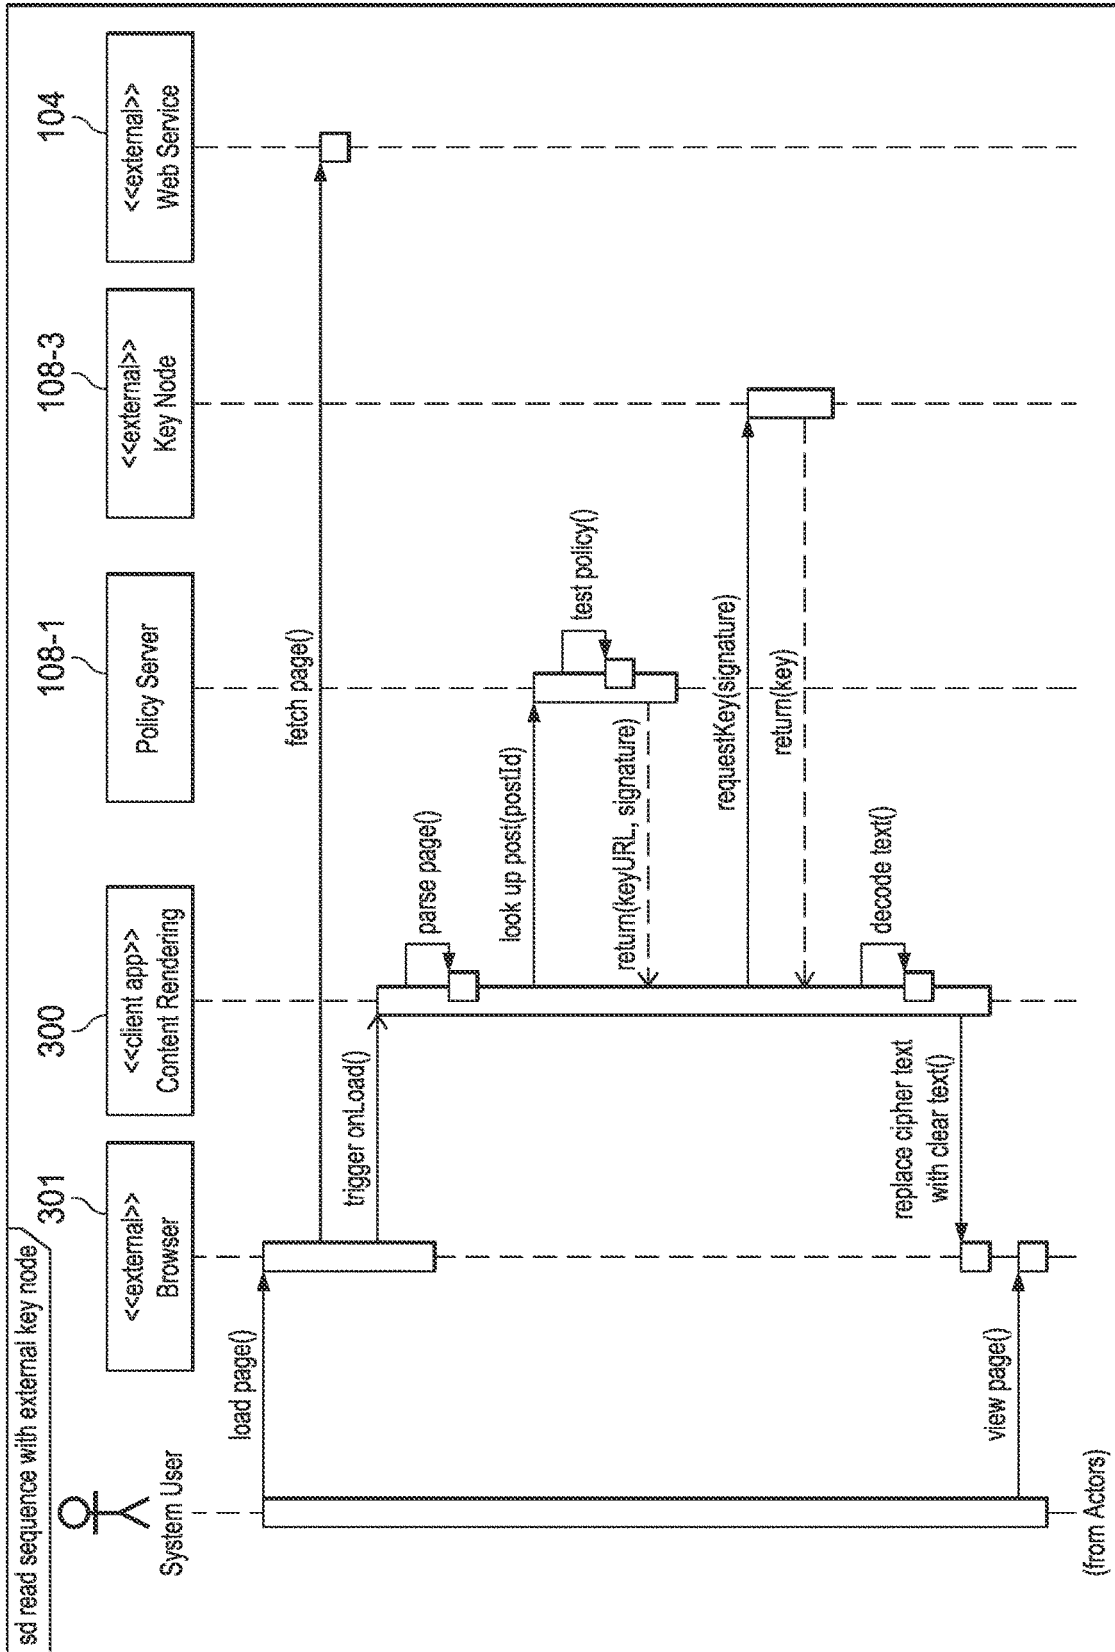 sd read sequence with external key node
System User
301
<<external>>
Browser
300
<<client app>>
Content Rendering
108-1
Policy Server
108-3
<<external>>
Key Node
104
<<external>>
Web Service
load page()
fetch page()
trigger onLoad()
parse page()
look up post(postId)
test policy()
return(keyURL, signature)
requestKey(signature)
return(key)
decode text()
replace cipher text
with clear text()
view page()
(from Actors)